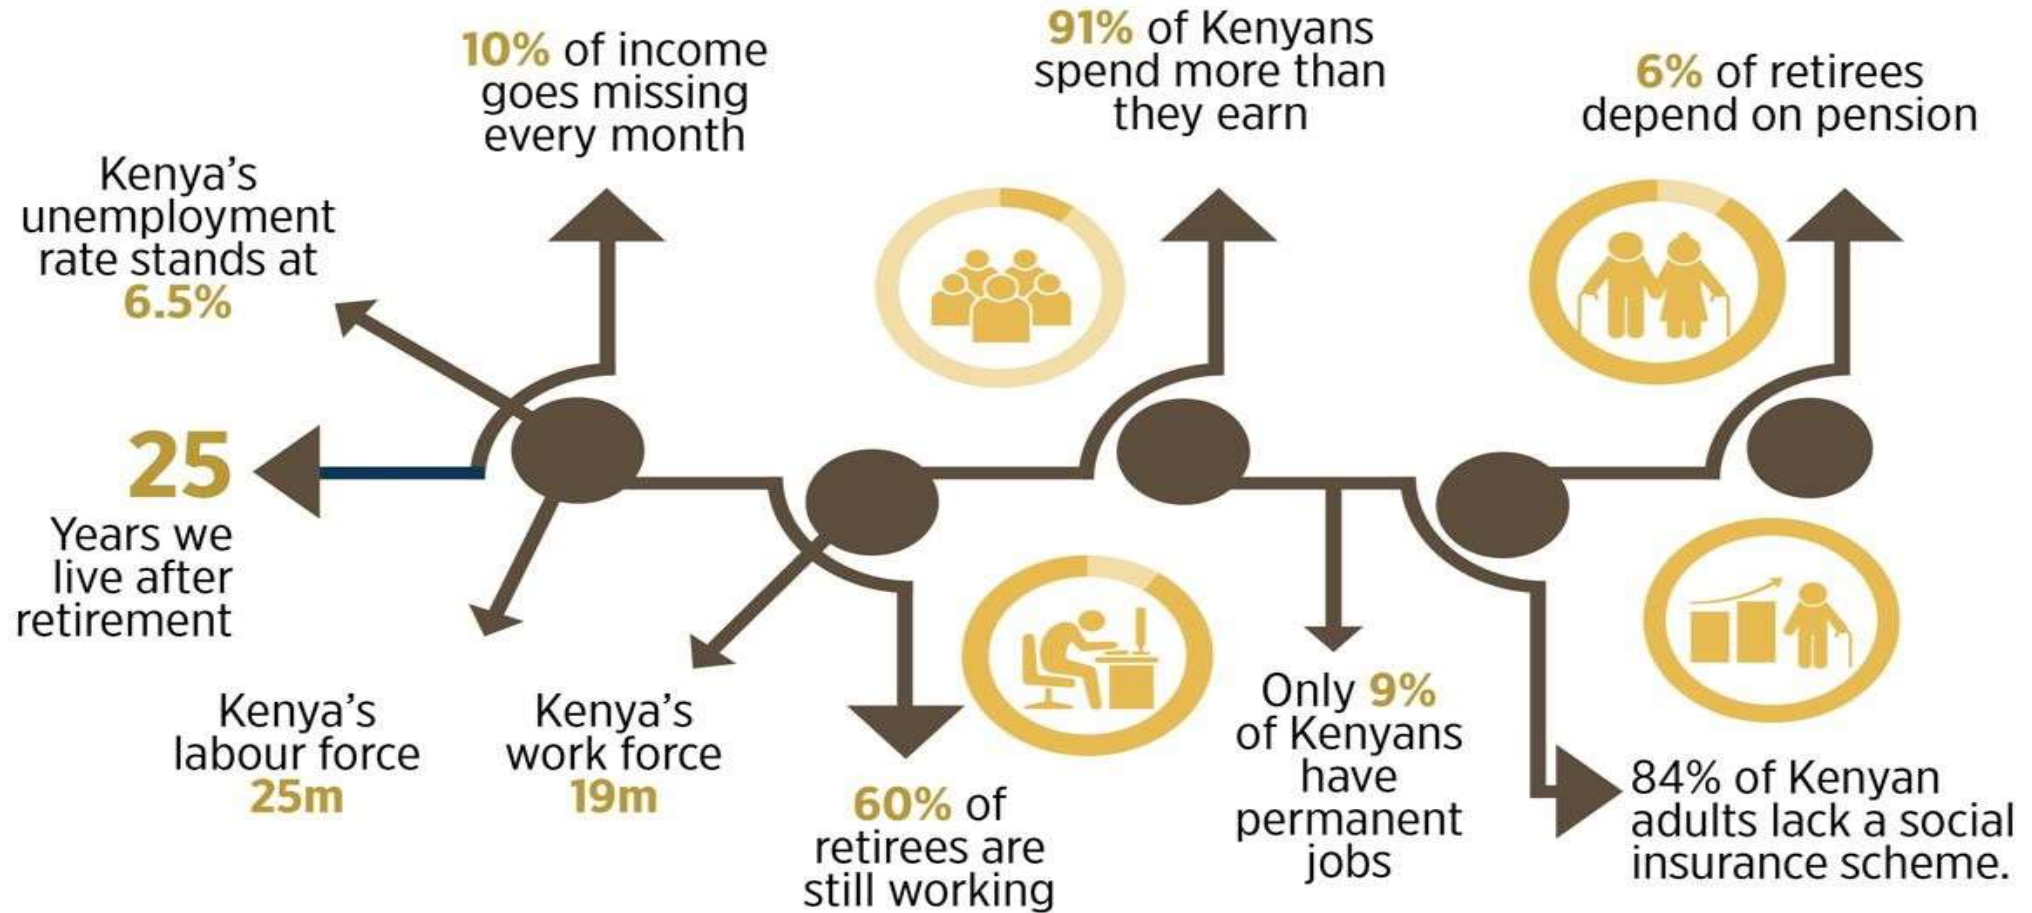 10% of income
goes missing
every month
91% of Kenyans
spend more than
they earn
6% of retirees
depend on pension
Kenya’s
unemployment
rate stands at
6.5%
25
Years we
live after
retirement
Kenya’s
labour force
25m
Kenya’s
work force
19m
60% of
retirees are
still working
Only 9%
of Kenyans
have
permanent
jobs
84% of Kenyan
adults lack a social
insurance scheme.